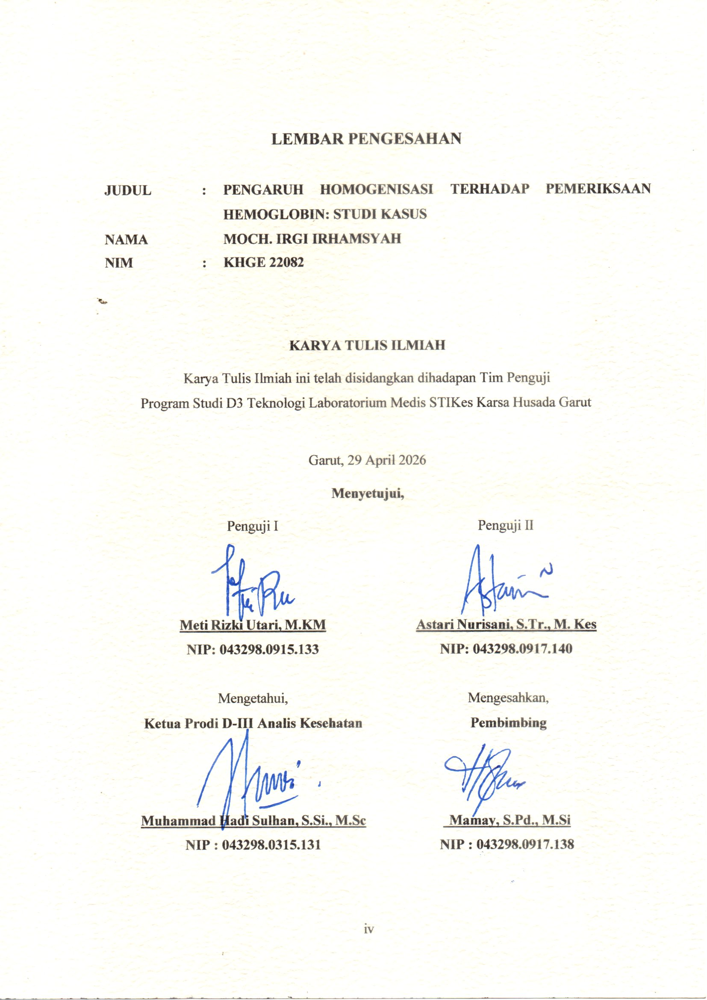 LEMBAR PENGESAHAN
JUDUL : PENGARUH HOMOGENISASI TERHADAP PEMERIKSAAN
HEMOGLOBIN: STUDI KASUS
NAMA MOCH. IRGI IRHAMSYAH
NIM : KHGE 22082
KARYA TULIS ILMIAH
Karya Tulis Ilmiah ini telah disidangkan dihadapan Tim Penguji
Program Studi D3 Teknologi Laboratorium Medis STIKes Karsa Husada Garut
Garut, 29 April 2026
Menyetujui,
Penguji I Penguji II
Meti Rizki Utari, M.KM Astari Nurisani, S.Tr., M. Kes
NIP: 043298.0915.133 NIP: 043298.0917.140
Mengetahui, Mengesahkan,
Ketua Prodi D-III Analis Kesehatan Pembimbing
Muhammad Hadi Sulhan, S.Si., M.Sc Mamay, S.Pd., M.Si
NIP : 043298.0315.131 NIP : 043298.0917.138
iv